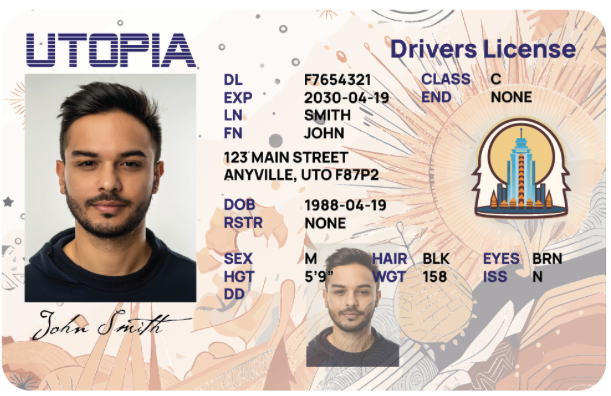 UTOPIA
Drivers License
DL F7654321 CLASS C
EXP 2030-04-19 END NONE
LN SMITH
FN JOHN
123 MAIN STREET
ANYVILLE, UTO F87P2
DOB 1988-04-19
RSTR NONE
SEX M HAIR BLK EYES BRN
HGT 5'9" WGT 158 ISS N
DD
John Smith